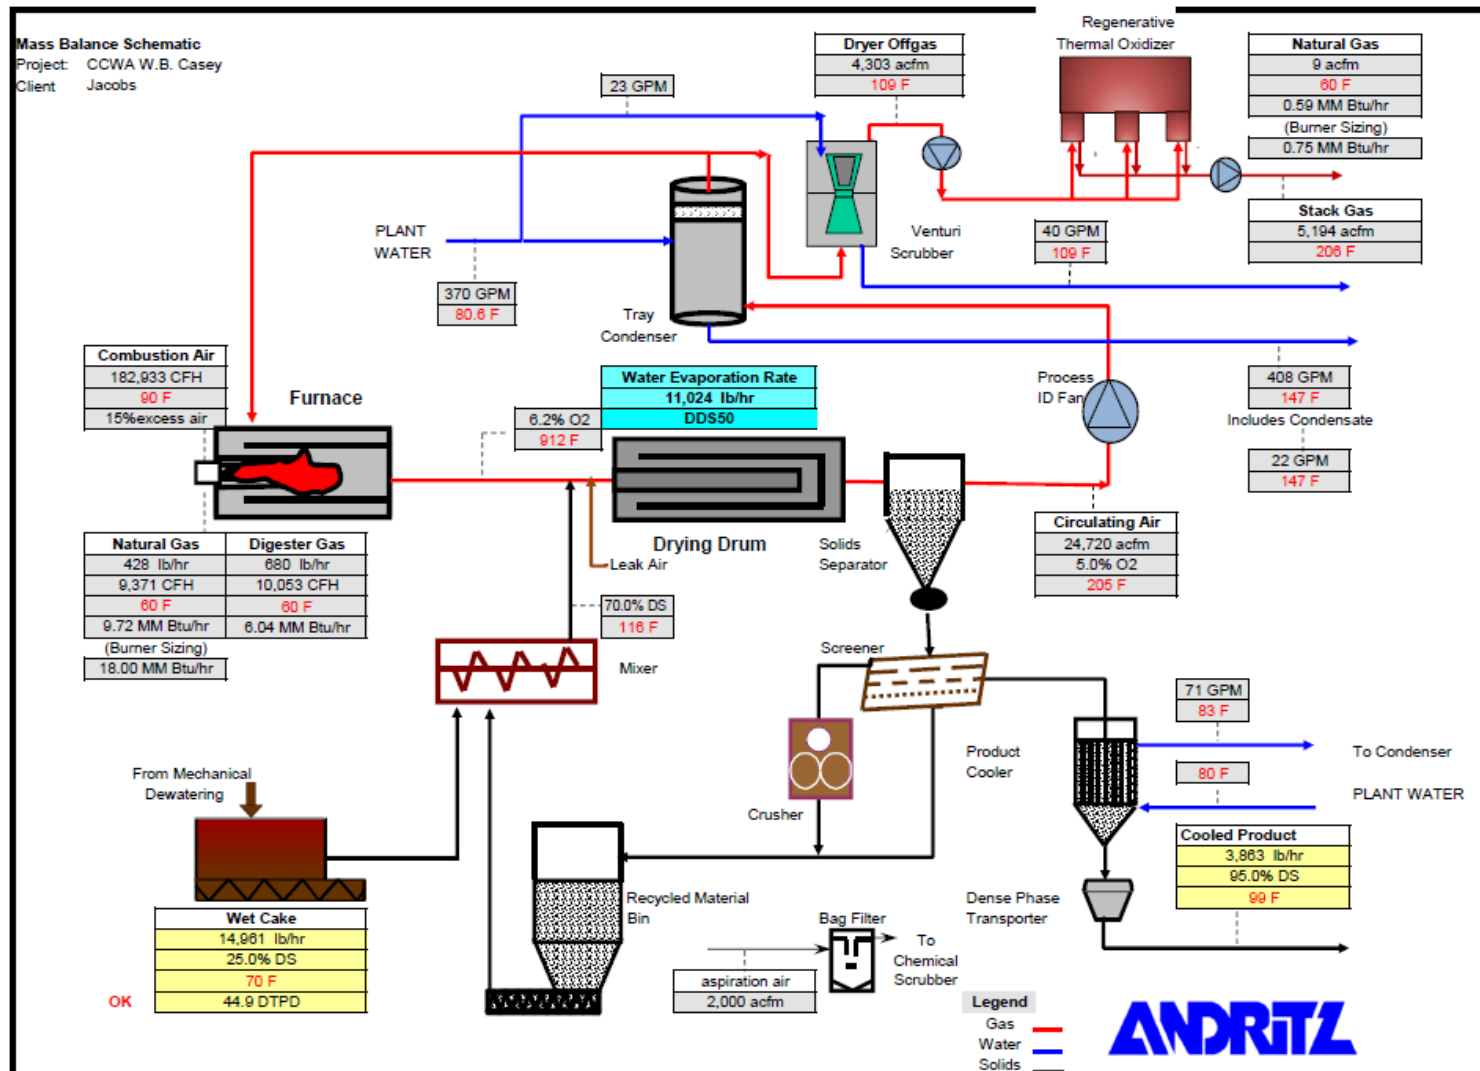 Mass Balance Schematic
Project: CCWA W.B. Casey
Client Jacobs
23 GPM
Dryer Offgas
4,303 acfm
109 F
Regenerative
Thermal Oxidizer
Natural Gas
9 acfm
60 F
0.59 MM Btu/hr
(Burner Sizing)
0.75 MM Btu/hr
Stack Gas
5,194 acfm
206 F
PLANT
WATER
370 GPM
80.6 F
Venturi
Scrubber
40 GPM
109 F
Tray
Condenser
Combustion Air
182,933 CFH
90 F
15%excess air
Furnace
6.2% O2
912 F
Water Evaporation Rate
11,024 lb/hr
DDS50
Process
ID Fan
408 GPM
147 F
Includes Condensate
22 GPM
147 F
Natural Gas
428 lb/hr
9,371 CFH
60 F
9.72 MM Btu/hr
(Burner Sizing)
18.00 MM Btu/hr
Digester Gas
680 lb/hr
10,053 CFH
60 F
6.04 MM Btu/hr
Leak Air
Drying Drum
Solids
Separator
Circulating Air
24,720 acfm
5.0% O2
205 F
70.0% DS
116 F
Mixer
Screener
71 GPM
83 F
To Condenser
80 F
PLANT WATER
Product
Cooler
From Mechanical
Dewatering
Crusher
Cooled Product
3,863 lb/hr
95.0% DS
99 F
Wet Cake
14,961 lb/hr
25.0% DS
70 F
44.9 DTPD
OK
Recycled Material
Bin
Bag Filter
To
Chemical
Scrubber
aspiration air
2,000 acfm
Dense Phase
Transporter
Legend
Gas
Water
Solids
ANDRITZ